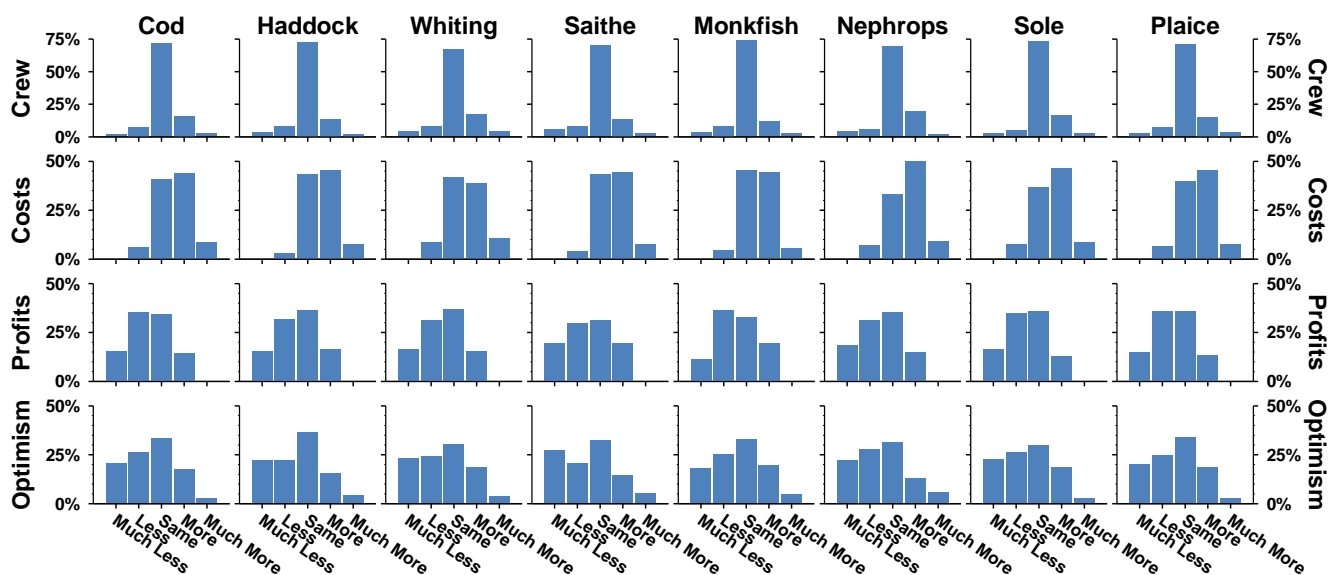 Cod Haddock Whiting Saithe Monkfish Nephrops Sole Plaice
Crew
75%
50%
25%
0%
75%
50%
25%
0%
Crew
Costs
50%
25%
0%
50%
25%
0%
Costs
Profits
50%
25%
0%
50%
25%
0%
Profits
Optimism
50%
25%
0%
50%
25%
0%
Optimism
Much Less
Less
Same
More
Much More
Much Less
Less
Same
More
Much More
Much Less
Less
Same
More
Much More
Much Less
Less
Same
More
Much More
Much Less
Less
Same
More
Much More
Much Less
Less
Same
More
Much More
Much Less
Less
Same
More
Much More
Much Less
Less
Same
More
Much More